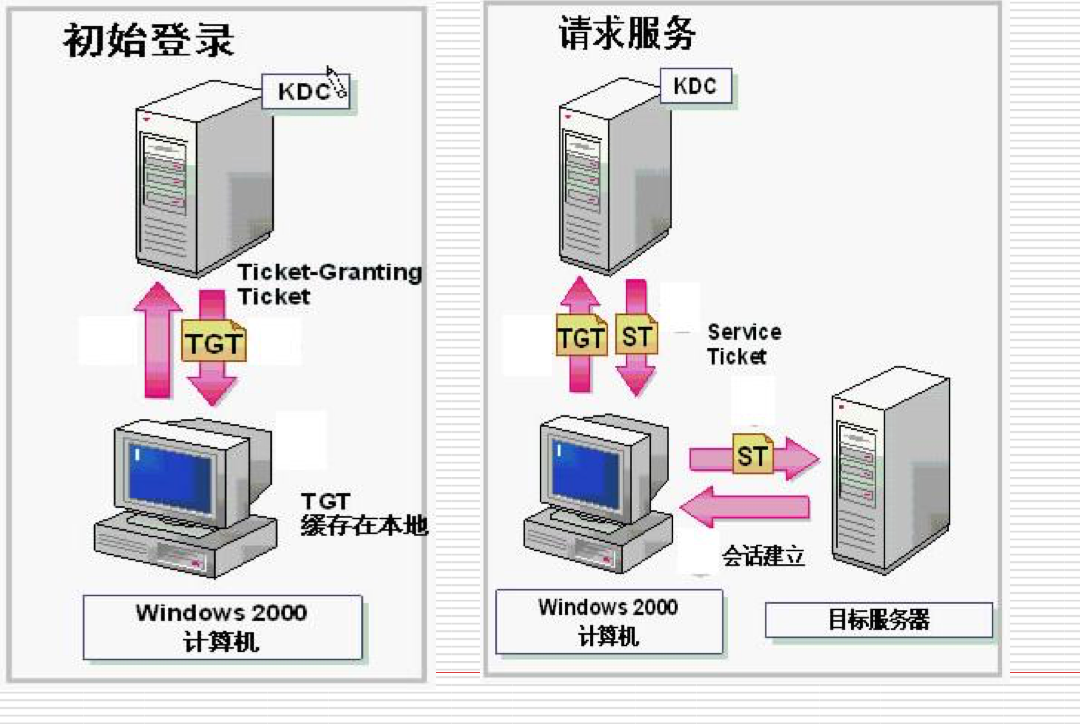 初始登录
KDC
Ticket-Granting
Ticket
TGT
TGT
缓存在本地
Windows 2000
计算机
请求服务
KDC
TGT
ST
Service
Ticket
ST
会话建立
Windows 2000
计算机
目标服务器